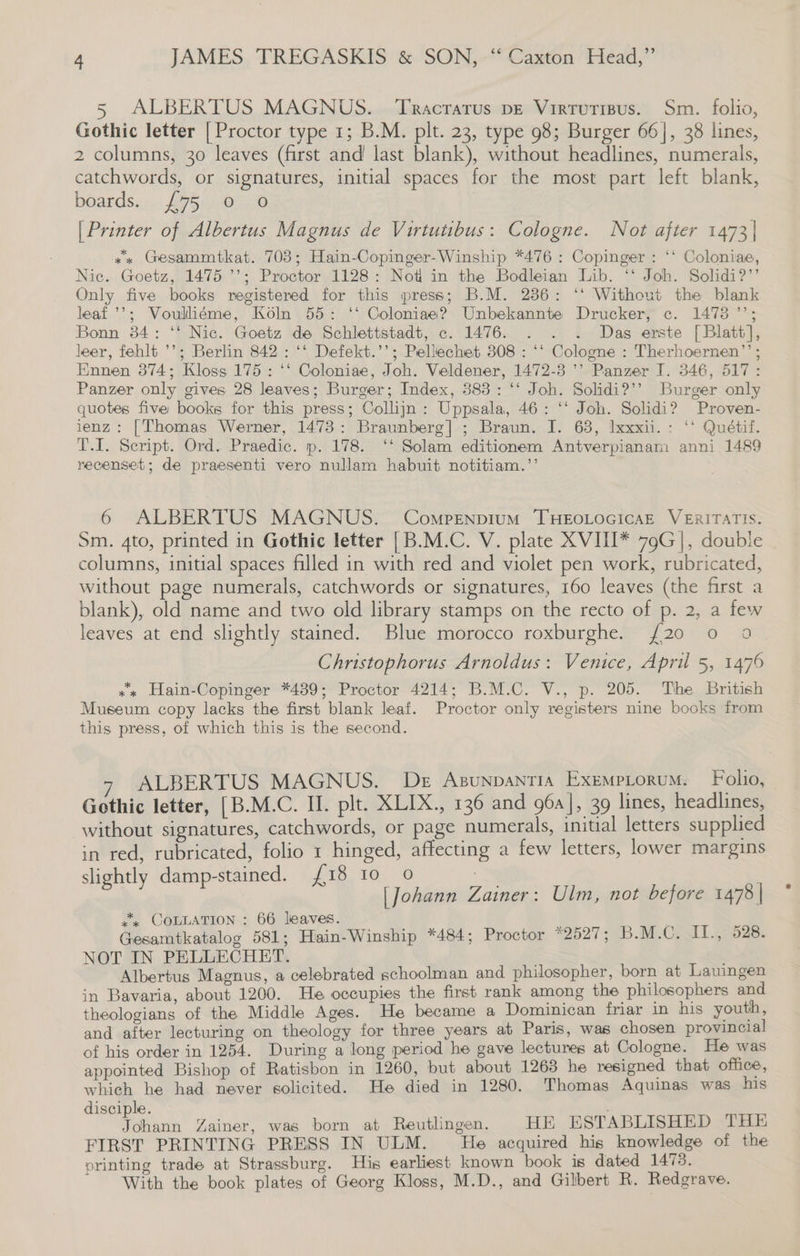 4 JAMES TREGASKIS & SON, “ Caxton Head,”
5 ALBERTUS MAGNUS. Tractatus de Virtutibus. Sm. folio,
Gothic letter [Proctor type 1; B.M. plt. 23, type 98; Burger 66], 38 lines,
2 columns, 30 leaves (first and last blank), without headlines, numerals,
catchwords, or signatures, initial spaces for the most part left blank,
boards. £75 0 0
[Printer of Albertus Magnus de Virtutibus: Cologne. Not after 1473]
*** Gesammtkat. 703; Hain-Copinger-Winship *476: Copinger: ‘‘ Coloniae,
Nic. Goetz, 1475 ’’; Proctor 1128: Not in the Bodleian Lib. ‘‘ Joh. Solidi?’’
Only five books registered for this press; B.M. 236: ‘‘ Without the blank
leaf ’’; Voulliéme, Köln 55: ‘‘ Coloniae? Unbekannte Drucker, c. 1473 ’’;
Bonn 34: ‘‘ Nic. Goetz de Schlettstadt, c. 1476. . . . Das erste [Blatt],
leer, fehlt ’’; Berlin 842: ‘‘ Defekt.’’; Pellechet 308: ‘‘ Cologne: Therhoernen’’;
Ennen 374; Kloss 175: ‘‘ Coloniae, Joh. Veldener, 1472-3 ’’ Panzer I. 346, 517:
Panzer only gives 28 leaves; Burger; Index, 383: ‘‘ Joh. Solidi?’’ Burger only
quotes five books for this press; Collijn: Uppsala, 46: ‘‘ Joh. Solidi? Proven-
ienz: [Thomas Werner, 1473: Braunberg]; Braun. I. 63, lxxxii.: ‘‘ Quétif.
T.I. Script. Ord. Praedic. p. 178. ‘‘ Solam editionem Antverpianam anni 1489
recenset; de praesenti vero nullam habuit notitiam.’’
6 ALBERTUS MAGNUS. Compendium Theologicae Veritatis.
Sm. 4to, printed in Gothic letter [B.M.C. V. plate XVIII* 79G], double
columns, initial spaces filled in with red and violet pen work, rubricated,
without page numerals, catchwords or signatures, 160 leaves (the first a
blank), old name and two old library stamps on the recto of p. 2, a few
leaves at end slightly stained. Blue morocco roxburghe. £20 0 0
Christophorus Arnoldus: Venice, April 5, 1476
*** Hain-Copinger *439; Proctor 4214; B.M.C. V., p. 205. The British
Museum copy lacks the first blank leaf. Proctor only registers nine books from
this press, of which this is the second.
7 ALBERTUS MAGNUS. De Abundantia Exemplorum. Folio,
Gothic letter, [B.M.C. II. plt. XLIX., 136 and 96a], 39 lines, headlines,
without signatures, catchwords, or page numerals, initial letters supplied
in red, rubricated, folio 1 hinged, affecting a few letters, lower margins
slightly damp-stained. £18 10 0
[Johann Zainer: Ulm, not before 1478]
*** Collation: 66 leaves.
Gesamtkatalog 581; Hain-Winship *484; Proctor *2527; B.M.C. II., 528.
NOT IN PELLECHET.
Albertus Magnus, a celebrated schoolman and philosopher, born at Lauingen
in Bavaria, about 1200. He occupies the first rank among the philosophers and
theologians of the Middle Ages. He became a Dominican friar in his youth,
and after lecturing on theology for three years at Paris, was chosen provincial
of his order in 1254. During a long period he gave lectures at Cologne. He was
appointed Bishop of Ratisbon in 1260, but about 1263 he resigned that office,
which he had never solicited. He died in 1280. Thomas Aquinas was his
disciple.
Johann Zainer, was born at Reutlingen. HE ESTABLISHED THE
FIRST PRINTING PRESS IN ULM. He acquired his knowledge of the
printing trade at Strassburg. His earliest known book is dated 1473.
With the book plates of Georg Kloss, M.D., and Gilbert R. Redgrave.